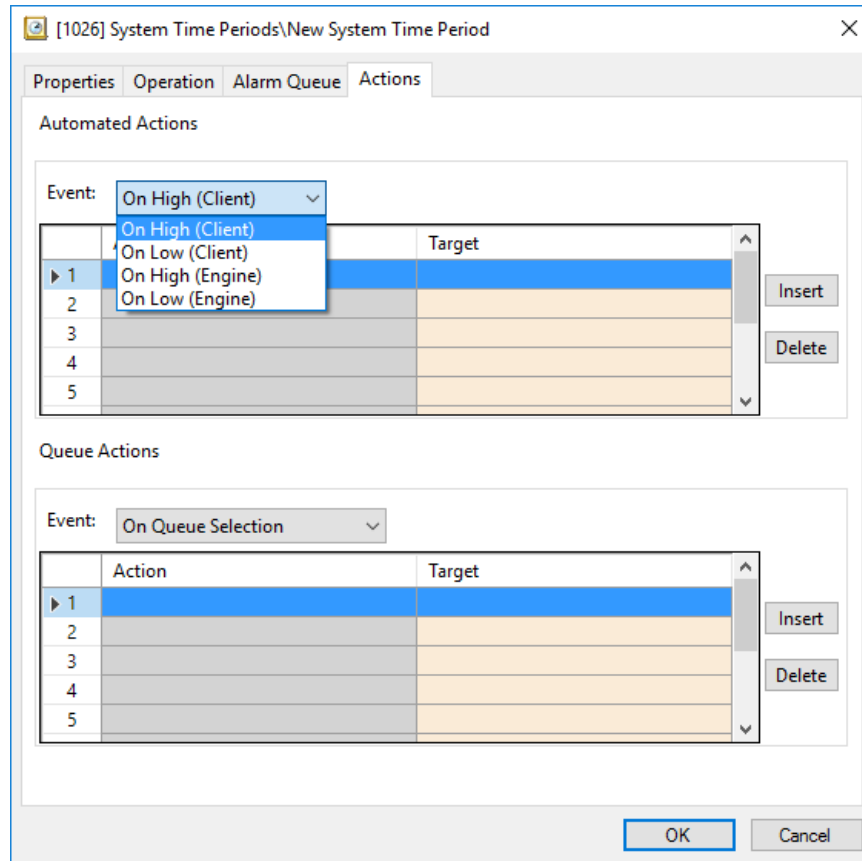 [1026] System Time Periods\New System Time Period
Properties Operation Alarm Queue Actions
Automated Actions
Event: On High (Client)
On High (Client)
On Low (Client)
On High (Engine)
On Low (Engine)
Target
1
2
3
4
5
Insert
Delete
Queue Actions
Event: On Queue Selection
Action Target
1
2
3
4
5
Insert
Delete
OK Cancel